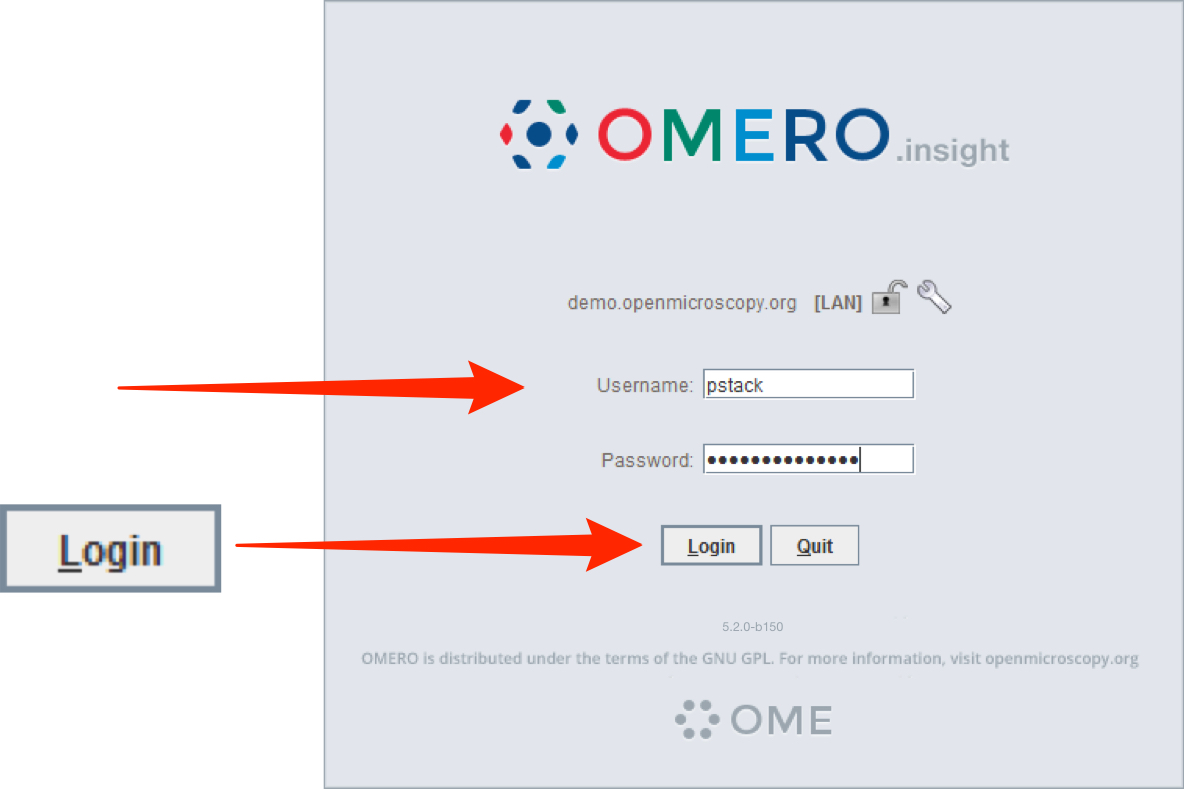 OMERO.insight
demo.openmicroscopy.org [LAN]
Username: pstack
Password: ••••••••••••••
Login
Login Quit
5.2.0-b150
OMERO is distributed under the terms of the GNU GPL. For more information, visit openmicroscopy.org
OME